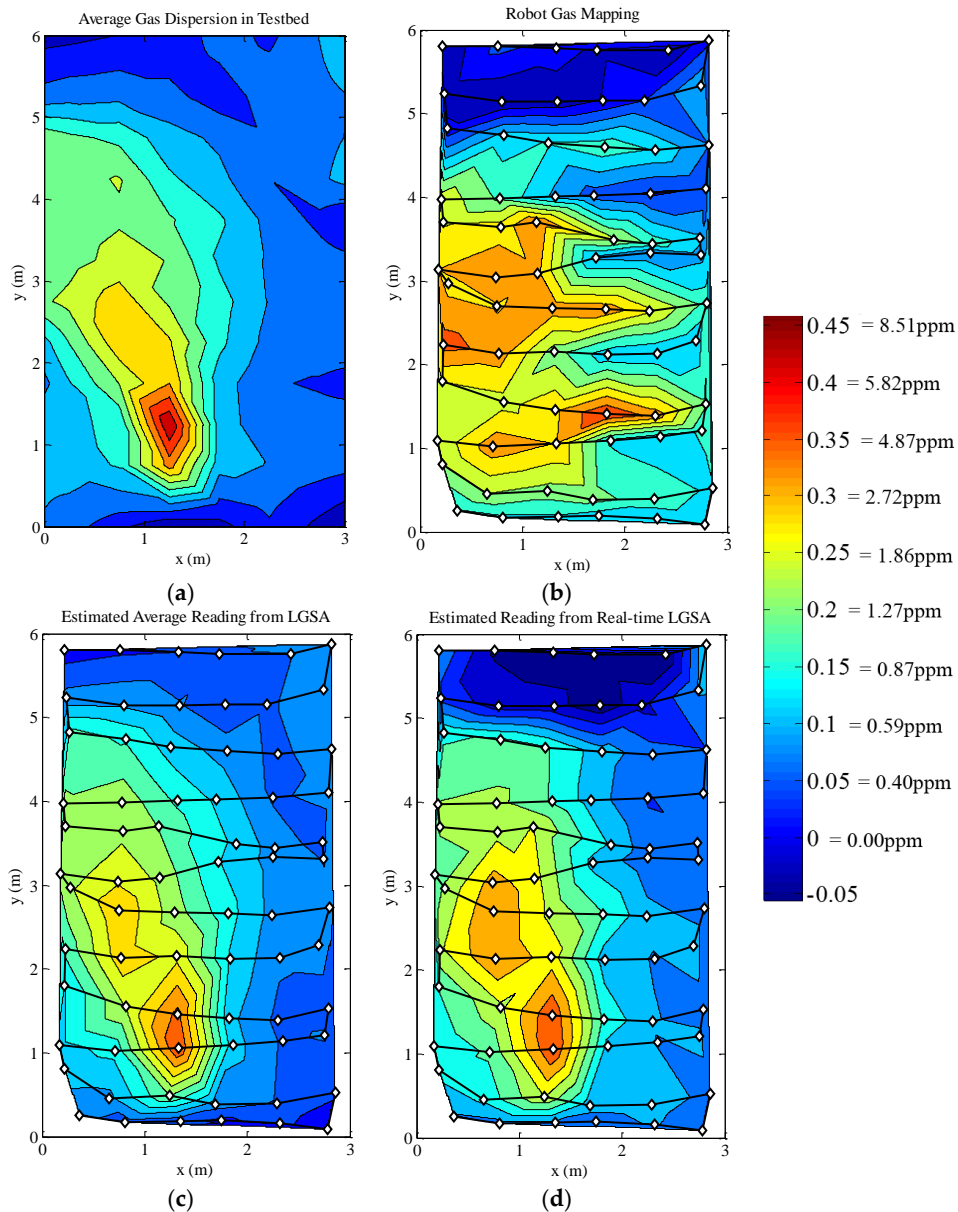 Average Gas Dispersion in Testbed
6
5
4
3
2
1
0
0 1 2 3
y (m)
x (m)
(a)
Robot Gas Mapping
6
5
4
3
2
1
0
0 1 2 3
y (m)
x (m)
(b)
0.45 = 8.51ppm
0.4 = 5.82ppm
0.35 = 4.87ppm
0.3 = 2.72ppm
0.25 = 1.86ppm
0.2 = 1.27ppm
0.15 = 0.87ppm
0.1 = 0.59ppm
0.05 = 0.40ppm
0 = 0.00ppm
-0.05
Estimated Average Reading from LGSA
6
5
4
3
2
1
0
0 1 2 3
y (m)
x (m)
(c)
Estimated Reading from Real-time LGSA
6
5
4
3
2
1
0
0 1 2 3
y (m)
x (m)
(d)